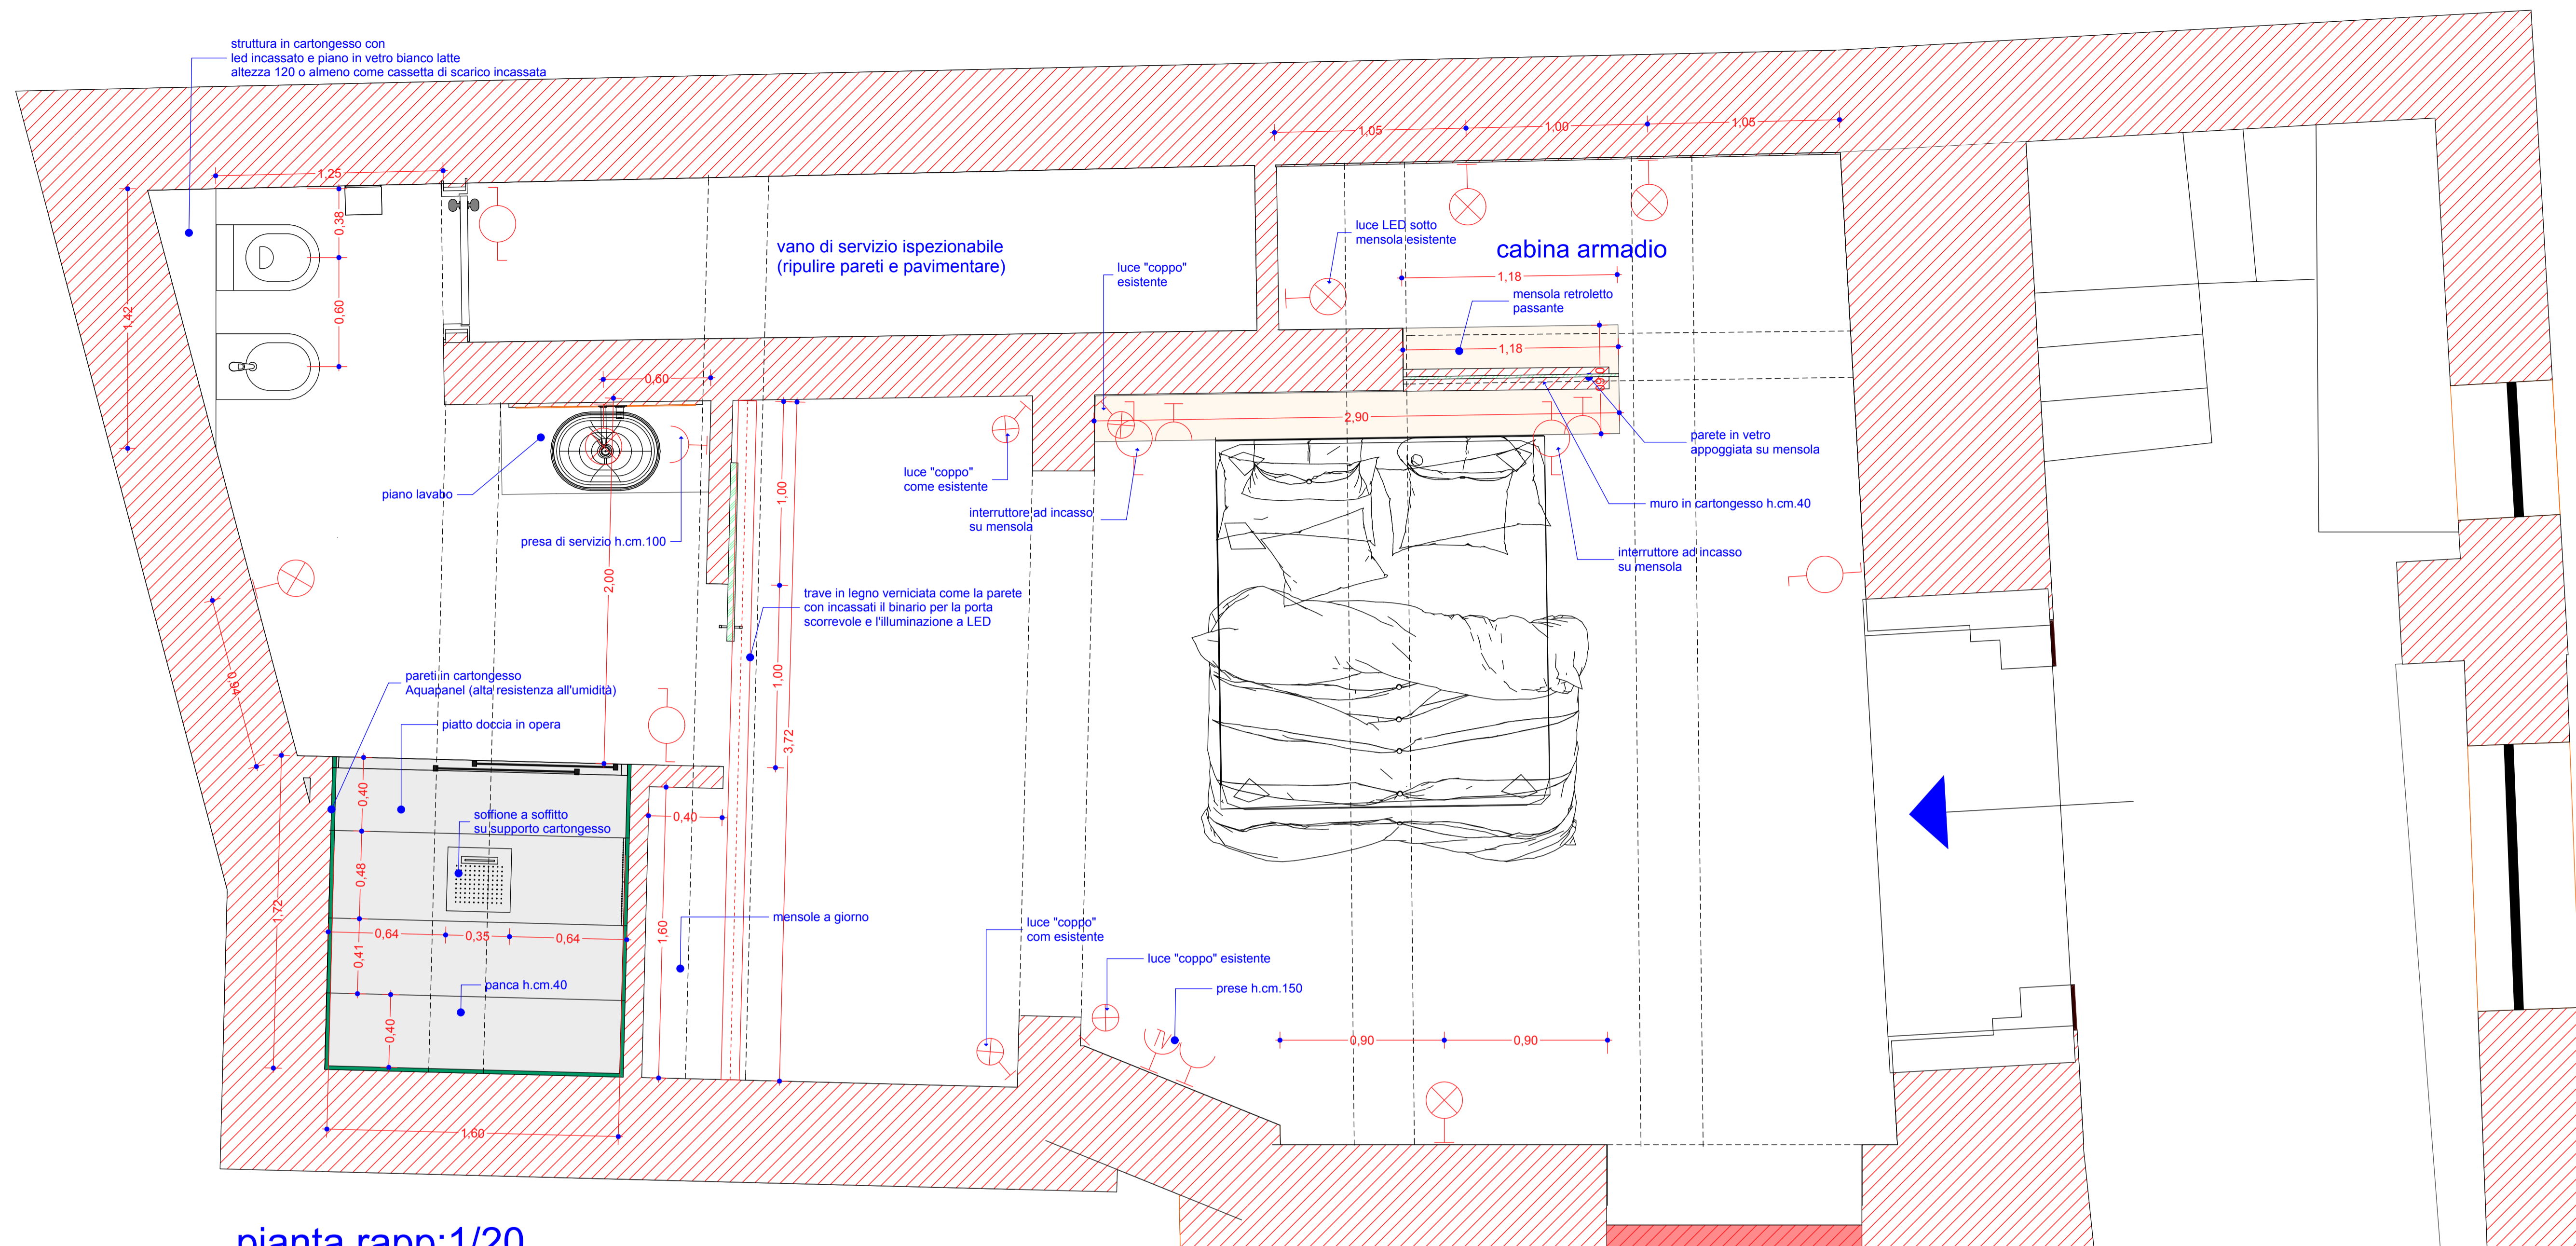 struttura in cartongesso con
led incassato e piano in vetro bianco latte
altezza 120 o almeno come cassetta di scarico incassata
1,05
1,00
1,05
1,25
0,38
0,60
1,42
vano di servizio ispezionabile
(ripulire pareti e pavimentare)
luce "coppo"
esistente
luce LED sotto
mensola esistente
cabina armadio
1,18
mensola retroletto
passante
1,18
0,60
0,60
2,90
parete in vetro
appoggiata su mensola
luce "coppo"
come esistente
piano lavabo
interruttore ad incasso
su mensola
muro in cartongesso h.cm.40
presa di servizio h.cm.100
interruttore ad incasso
su mensola
1,00
2,00
trave in legno verniciata come la parete
con incassati il binario per la porta
scorrevole e l'illuminazione a LED
0,94
pareti in cartongesso
Aquapanel (alta resistenza all'umidità)
1,00
piatto doccia in opera
3,72
0,40
soffione a soffitto
su supporto cartongesso
0,40
0,48
1,72
mensole a giorno
luce "coppo"
com esistente
0,64
0,35
0,64
1,60
0,41
luce "coppo" esistente
panca h.cm.40
prese h.cm.150
0,40
TV
0,90
0,90
1,60
pianta rapp:1/20